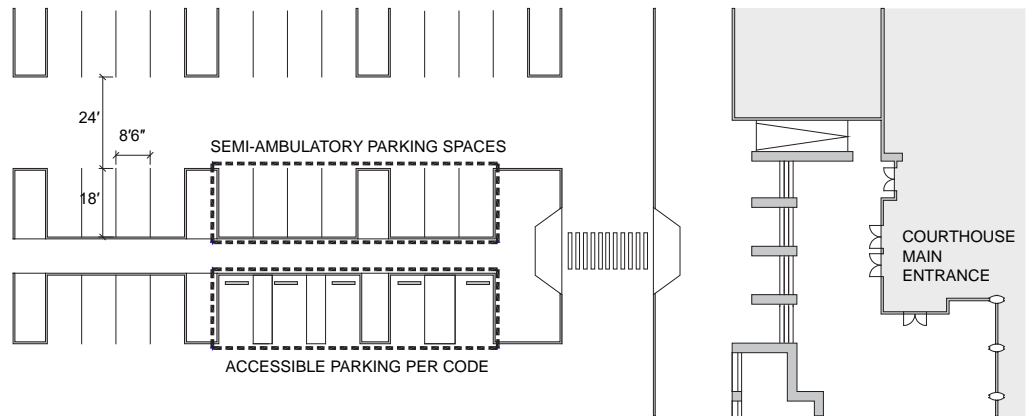 24′
8′6″
SEMI-AMBULATORY PARKING SPACES
18′
COURTHOUSE
MAIN
ENTRANCE
ACCESSIBLE PARKING PER CODE